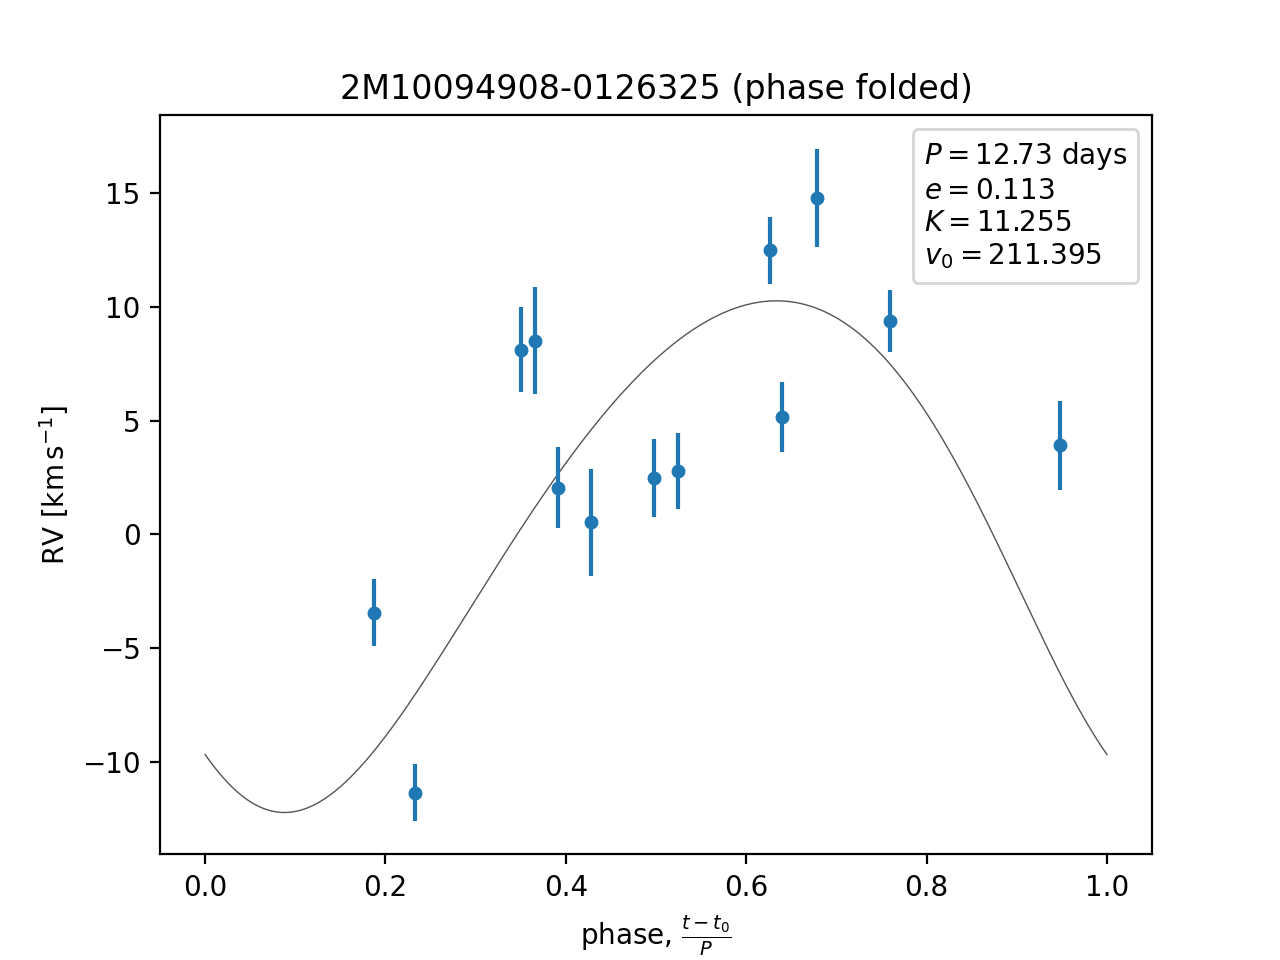 2M10094908-0126325 (phase folded)
P = 12.73 days
e = 0.113
K = 11.255
v₀ = 211.395
RV [km s⁻¹]
15
10
5
0
−5
−10
0.0 0.2 0.4 0.6 0.8 1.0
phase, (t − t₀)/P